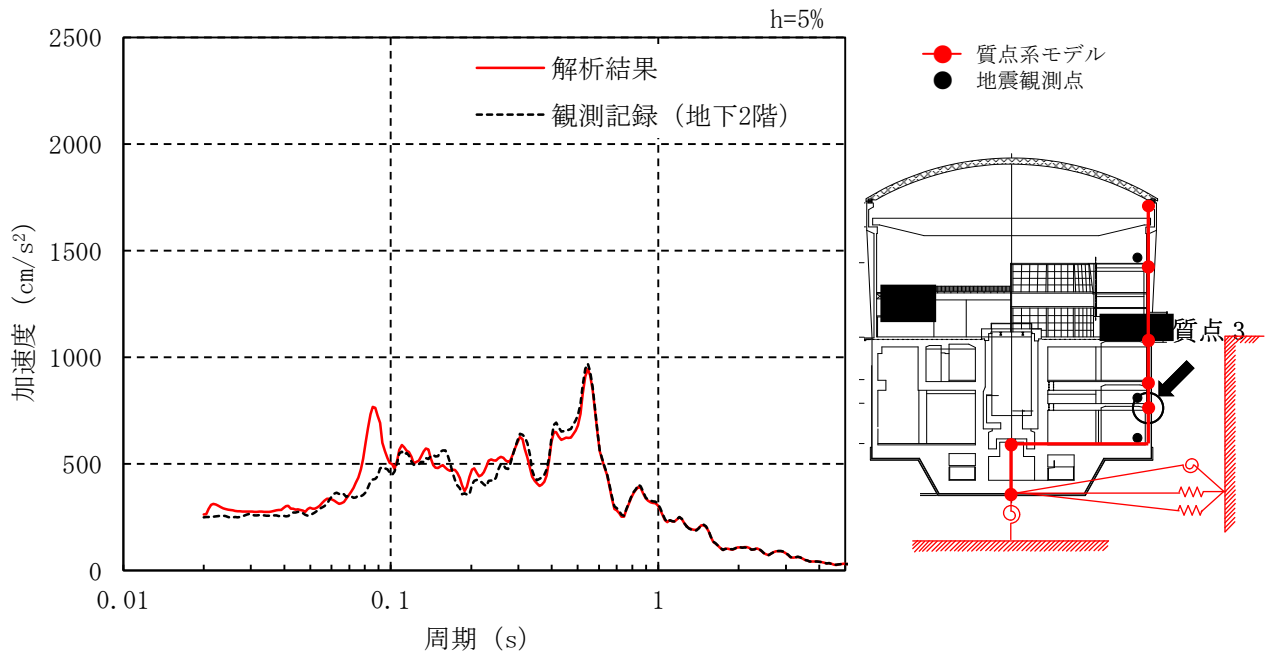 h=5%
2500
2000
1500
1000
500
0
加速度 (cm/s²)
0.01
0.1
1
周期 (s)
解析結果
観測記録 (地下2階)
質点系モデル
地震観測点
質点 3